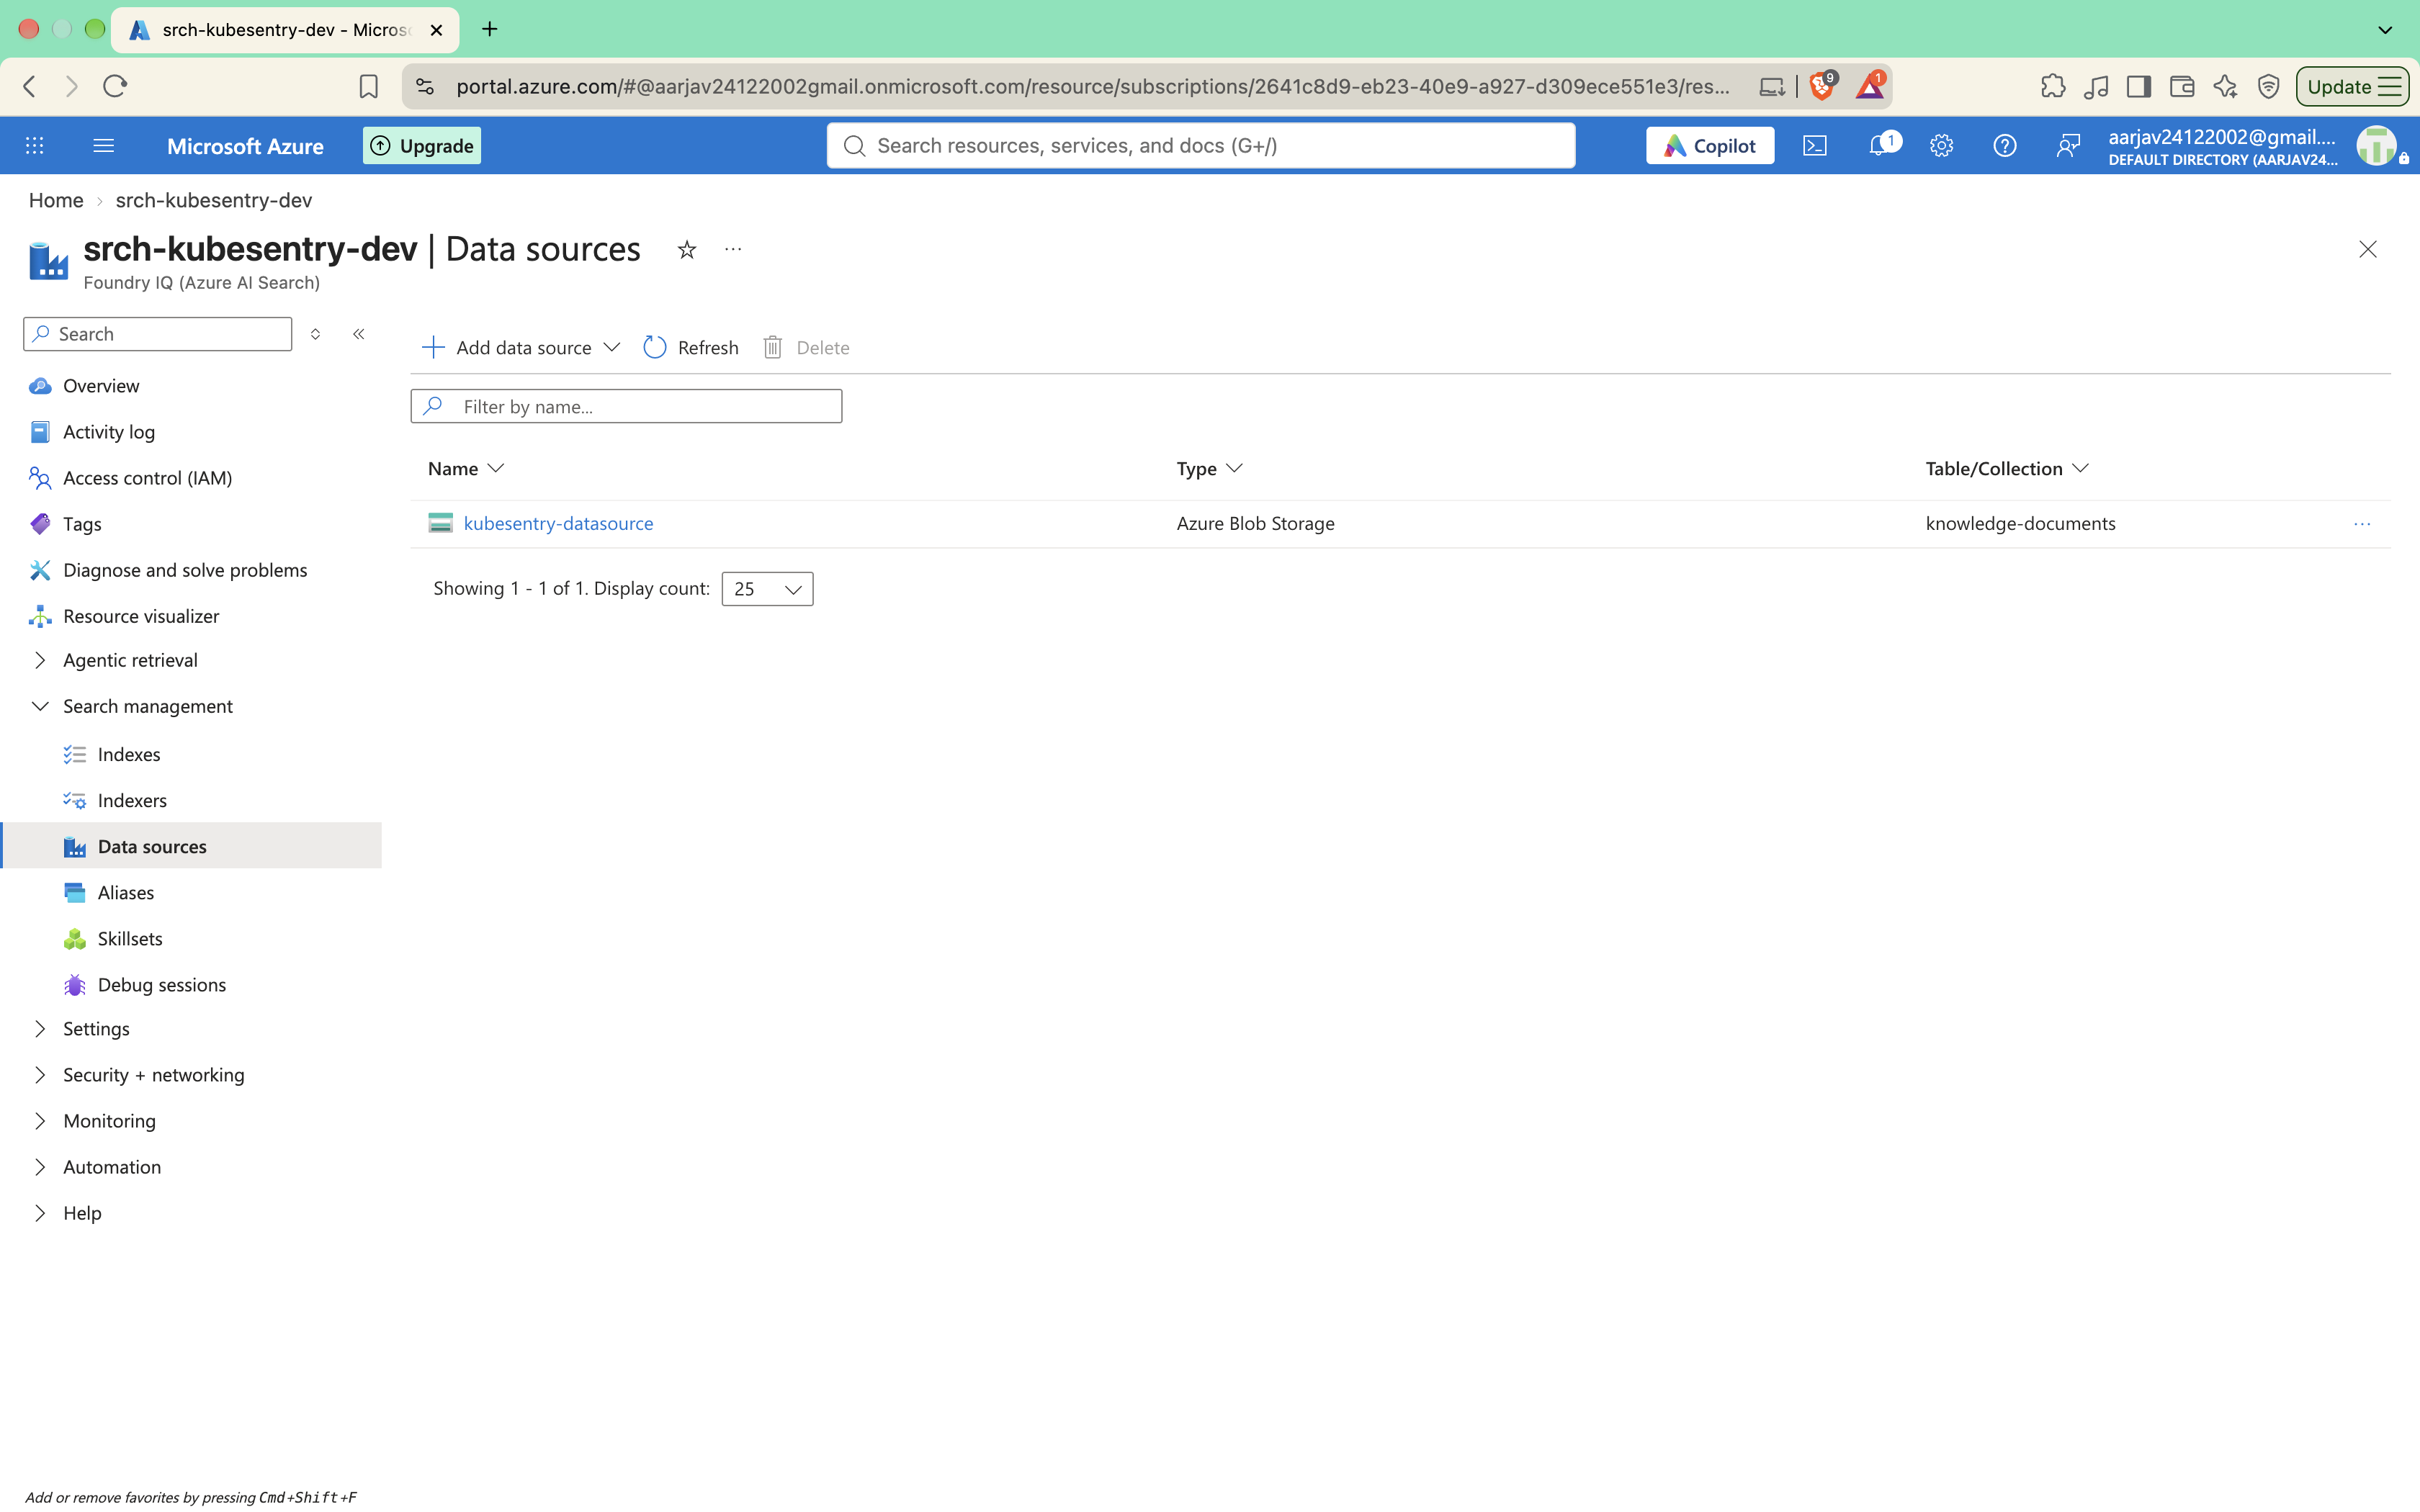 srch-kubesentry-dev - Micros
portal.azure.com/#@aarjav24122002gmail.onmicrosoft.com/resource/subscriptions/2641c8d9-eb23-40e9-a927-d309ece551e3/res...
9
1
Update
Microsoft Azure
Upgrade
Search resources, services, and docs (G+/)
Copilot
1
aarjav24122002@gmail....
DEFAULT DIRECTORY (AARJAV24...
Home
srch-kubesentry-dev
srch-kubesentry-dev | Data sources
Foundry IQ (Azure AI Search)
Search
Add data source
Refresh
Delete
Filter by name...
Overview
Activity log
Access control (IAM)
Tags
Diagnose and solve problems
Resource visualizer
Agentic retrieval
Search management
Indexes
Indexers
Data sources
Aliases
Skillsets
Debug sessions
Settings
Security + networking
Monitoring
Automation
Help
Name Type Table/Collection
kubesentry-datasource Azure Blob Storage knowledge-documents
Showing 1 - 1 of 1. Display count: 25
Add or remove favorites by pressing Cmd+Shift+F